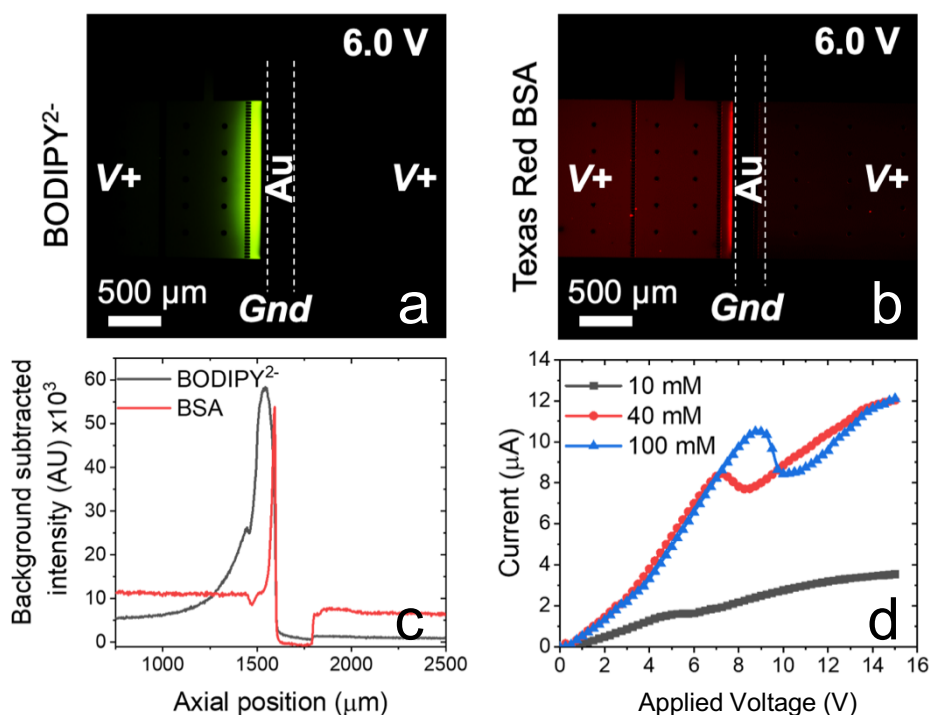 6.0 V
BODIPY²⁻
V+
Au
V+
500 µm
Gnd
a
6.0 V
Texas Red BSA
V+
Au
V+
500 µm
Gnd
b
Background subtracted
intensity (AU) x10³
60
50
40
30
20
10
0
BODIPY²⁻
BSA
c
1000
1500
2000
2500
Axial position (µm)
Current (µA)
14
12
10
8
6
4
2
0
10 mM
40 mM
100 mM
d
0
2
4
6
8
10
12
14
16
Applied Voltage (V)